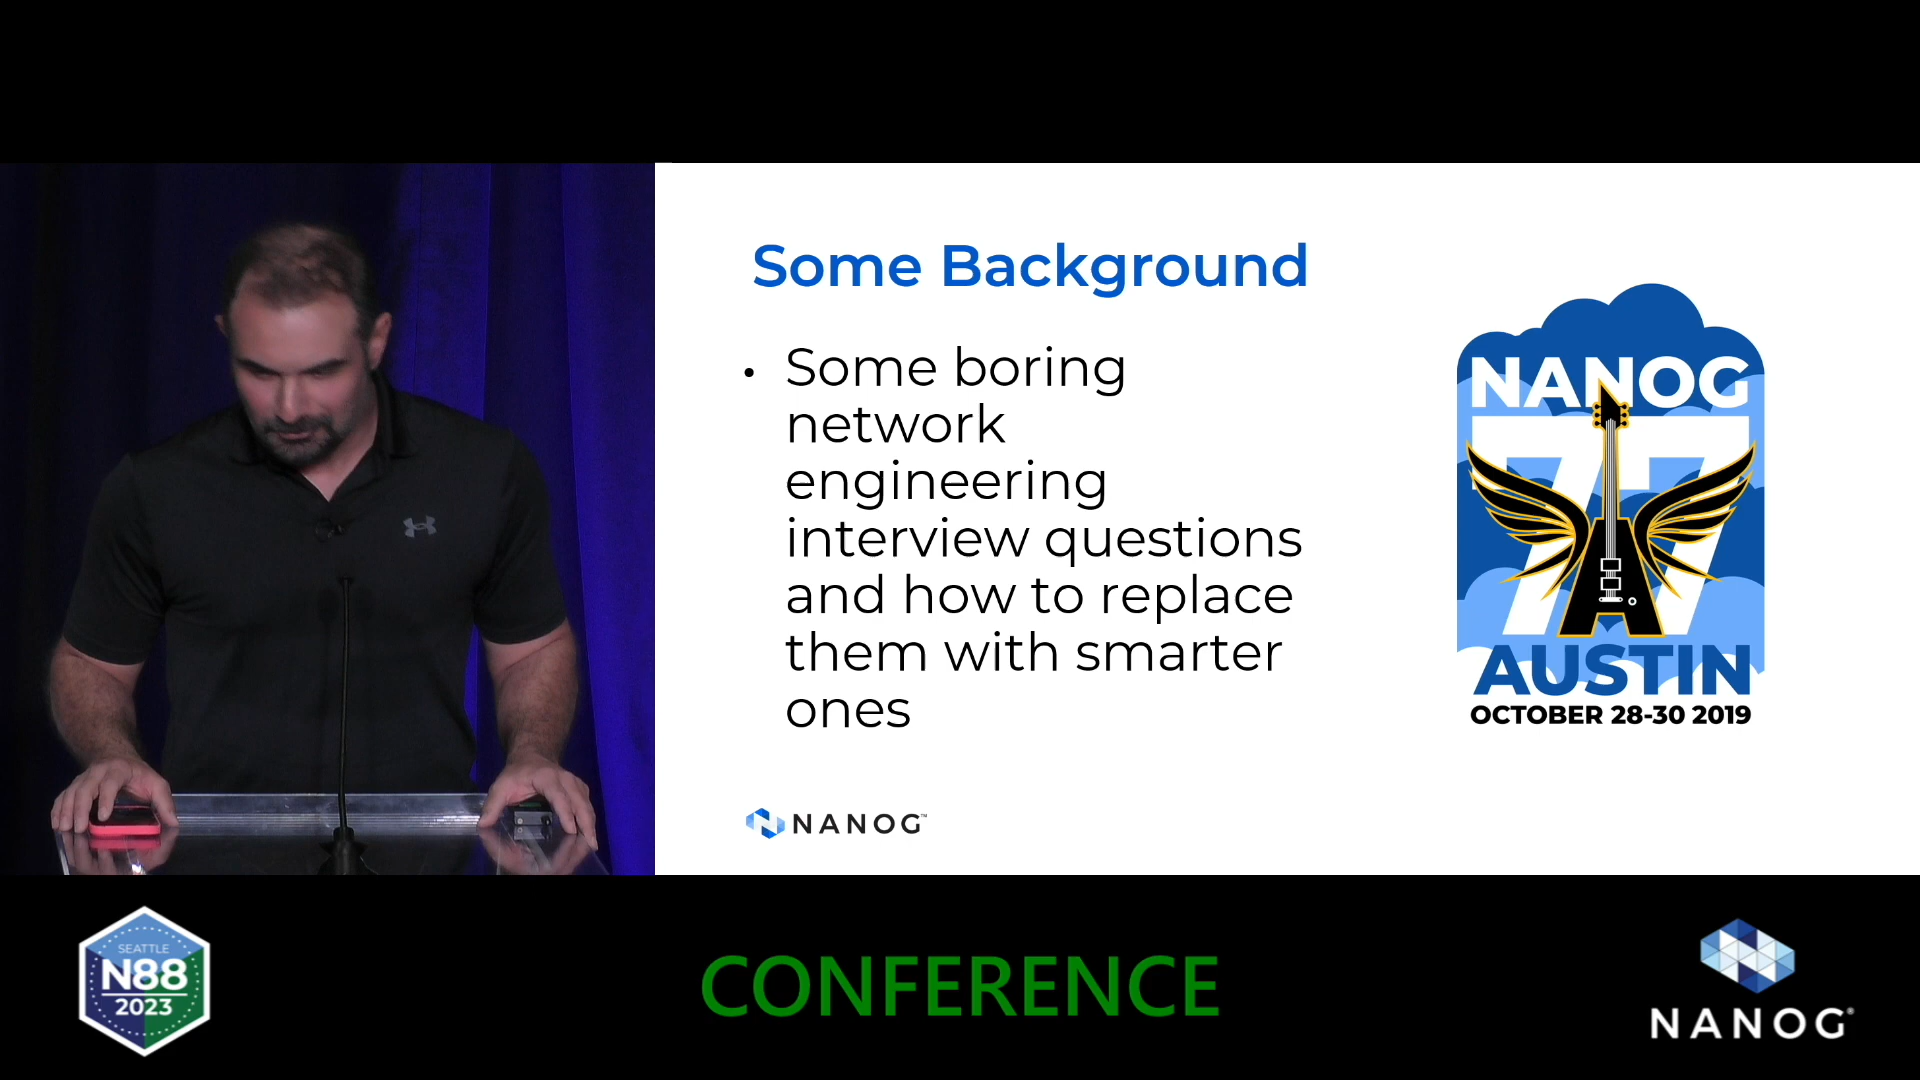 Some Background
• Some boring
network
engineering
interview questions
and how to replace
them with smarter
ones
NANOG
77
AUSTIN
OCTOBER 28-30 2019
NANOG™
SEATTLE
N88
2023
CONFERENCE
NANOG®